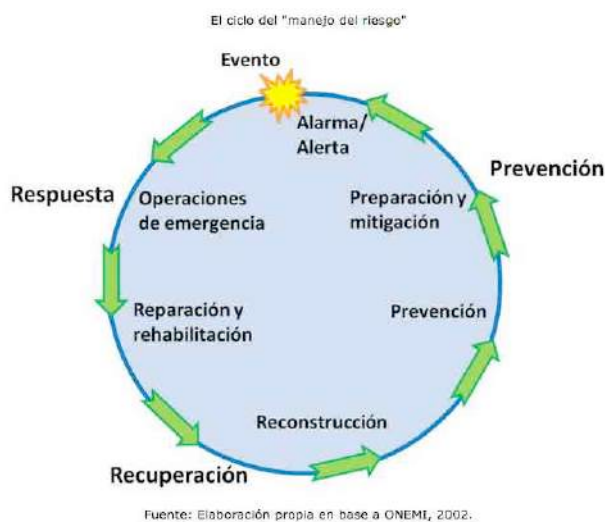 El ciclo del "manejo del riesgo"
Evento
Alarma/
Alerta
Prevención
Respuesta
Operaciones
de emergencia
Preparación y
mitigación
Reparación y
rehabilitación
Prevención
Reconstrucción
Recuperación
Fuente: Elaboración propia en base a ONEMI, 2002.